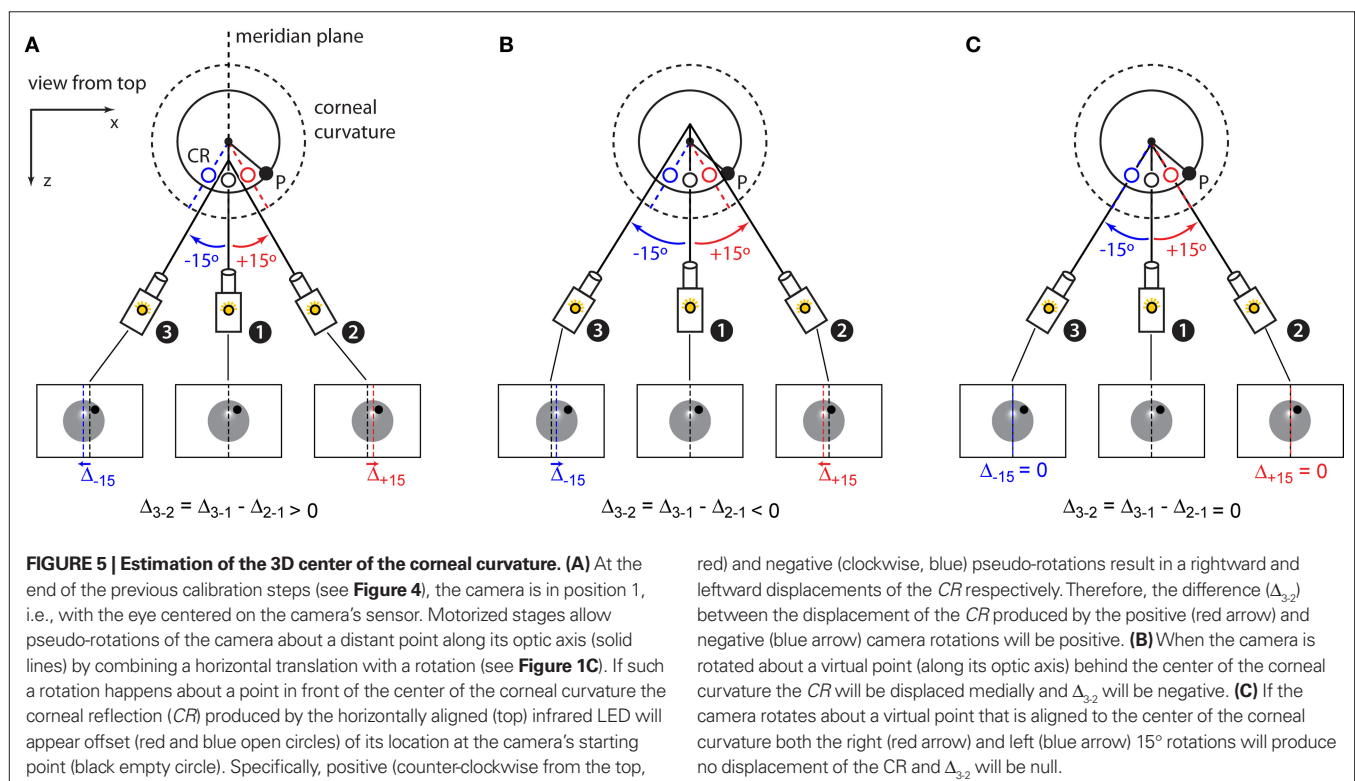 A
meridian plane
view from top
x
z
corneal
curvature
CR
P
-15º
+15º
3
1
2
Δ-15
Δ+15
Δ3-2 = Δ3-1 - Δ2-1 > 0
B
P
-15º
+15º
3
1
2
Δ-15
Δ+15
Δ3-2 = Δ3-1 - Δ2-1 < 0
C
P
-15º
+15º
3
1
2
Δ-15 = 0
Δ+15 = 0
Δ3-2 = Δ3-1 - Δ2-1 = 0
FIGURE 5 | Estimation of the 3D center of the corneal curvature. (A) At the
end of the previous calibration steps (see Figure 4), the camera is in position 1,
i.e., with the eye centered on the camera's sensor. Motorized stages allow
pseudo-rotations of the camera about a distant point along its optic axis (solid
lines) by combining a horizontal translation with a rotation (see Figure 1C). If such
a rotation happens about a point in front of the center of the corneal curvature the
corneal reflection (CR) produced by the horizontally aligned (top) infrared LED will
appear offset (red and blue open circles) of its location at the camera's starting
point (black empty circle). Specifically, positive (counter-clockwise from the top,
red) and negative (clockwise, blue) pseudo-rotations result in a rightward and
leftward displacements of the CR respectively. Therefore, the difference (Δ3-2)
between the displacement of the CR produced by the positive (red arrow) and
negative (blue arrow) camera rotations will be positive. (B) When the camera is
rotated about a virtual point (along its optic axis) behind the center of the corneal
curvature the CR will be displaced medially and Δ3-2 will be negative. (C) If the
camera rotates about a virtual point that is aligned to the center of the corneal
curvature both the right (red arrow) and left (blue arrow) 15° rotations will produce
no displacement of the CR and Δ3-2 will be null.